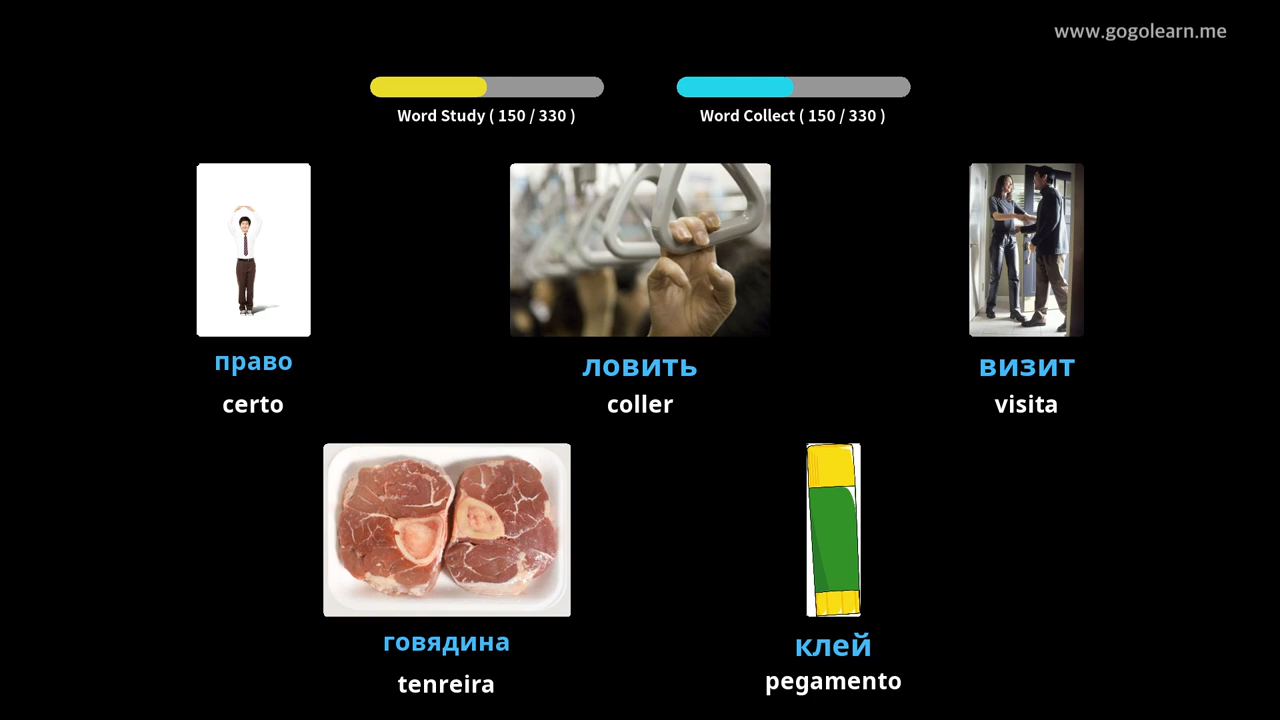 www.gogolearn.me
Word Study ( 150 / 330 )
Word Collect ( 150 / 330 )
право
ловить
визит
certo
coller
visita
говядина
клей
tenreira
pegamento